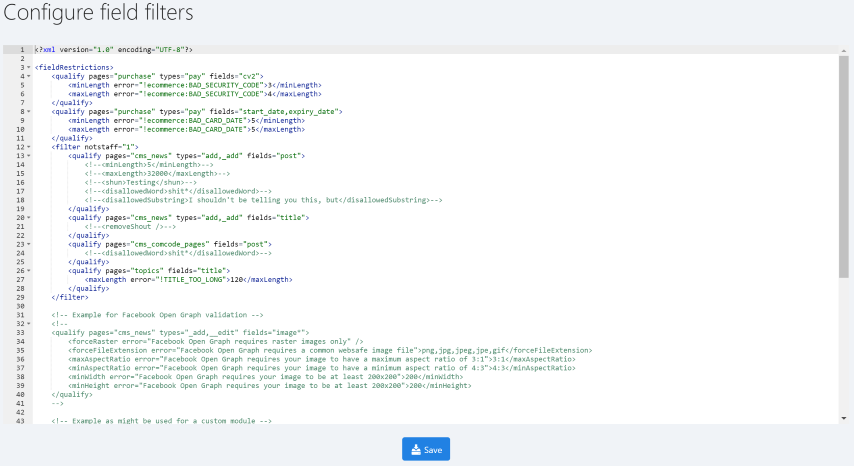 Configure field filters
1 <?xml version="1.0" encoding="UTF-8"?>
2
3 <fieldRestrictions>
4 <qualify pages="purchase" types="pay" fields="cv2">
5 <minLength error="!ecommerce:BAD_SECURITY_CODE">3</minLength>
6 <maxLength error="!ecommerce:BAD_SECURITY_CODE">4</maxLength>
7 </qualify>
8 <qualify pages="purchase" types="pay" fields="start_date,expiry_date">
9 <minLength error="!ecommerce:BAD_CARD_DATE">5</minLength>
10 <maxLength error="!ecommerce:BAD_CARD_DATE">5</maxLength>
11 </qualify>
12 <filter notstaff="1">
13 <qualify pages="cms_news" types="add,_add" fields="post">
14 <!--<minLength>5</minLength>-->
15 <!--<maxLength>32000</maxLength>-->
16 <!--<shun>Testing</shun>-->
17 <!--<disallowedWord>shit*</disallowedWord>-->
18 <!--<disallowedSubstring>I shouldn't be telling you this, but</disallowedSubstring>-->
19 </qualify>
20 <qualify pages="cms_news" types="add,_add" fields="title">
21 <!--<removeShout />-->
22 </qualify>
23 <qualify pages="cms_comcode_pages" fields="post">
24 <!--<disallowedWord>shit*</disallowedWord>-->
25 </qualify>
26 <qualify pages="topics" fields="title">
27 <maxLength error="!TITLE_TOO_LONG">120</maxLength>
28 </qualify>
29 </filter>
30
31 <!-- Example for Facebook Open Graph validation -->
32 <!--
33 <qualify pages="cms_news" types="_add,__edit" fields="image*">
34 <forceRaster error="Facebook Open Graph requires raster images only" />
35 <forceFileExtension error="Facebook Open Graph requires a common websafe image file">png,jpg,jpeg,jpe,gif</forceFileExtension>
36 <maxAspectRatio error="Facebook Open Graph requires your image to have a maximum aspect ratio of 3:1">3:1</maxAspectRatio>
37 <minAspectRatio error="Facebook Open Graph requires your image to have a minimum aspect ratio of 4:3">4:3</minAspectRatio>
38 <minWidth error="Facebook Open Graph requires your image to be at least 200x200">200</minWidth>
39 <minHeight error="Facebook Open Graph requires your image to be at least 200x200">200</minHeight>
40 </qualify>
41 -->
42
43 <!-- Example as might be used for a custom module -->
Save